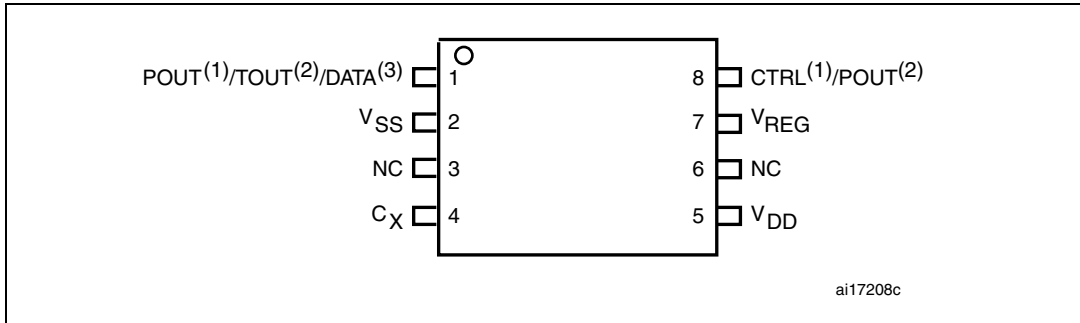 POUT(1)/TOUT(2)/DATA(3) 1 8 CTRL(1)/POUT(2)
VSS 2 7 VREG
NC 3 6 NC
CX 4 5 VDD
ai17208c